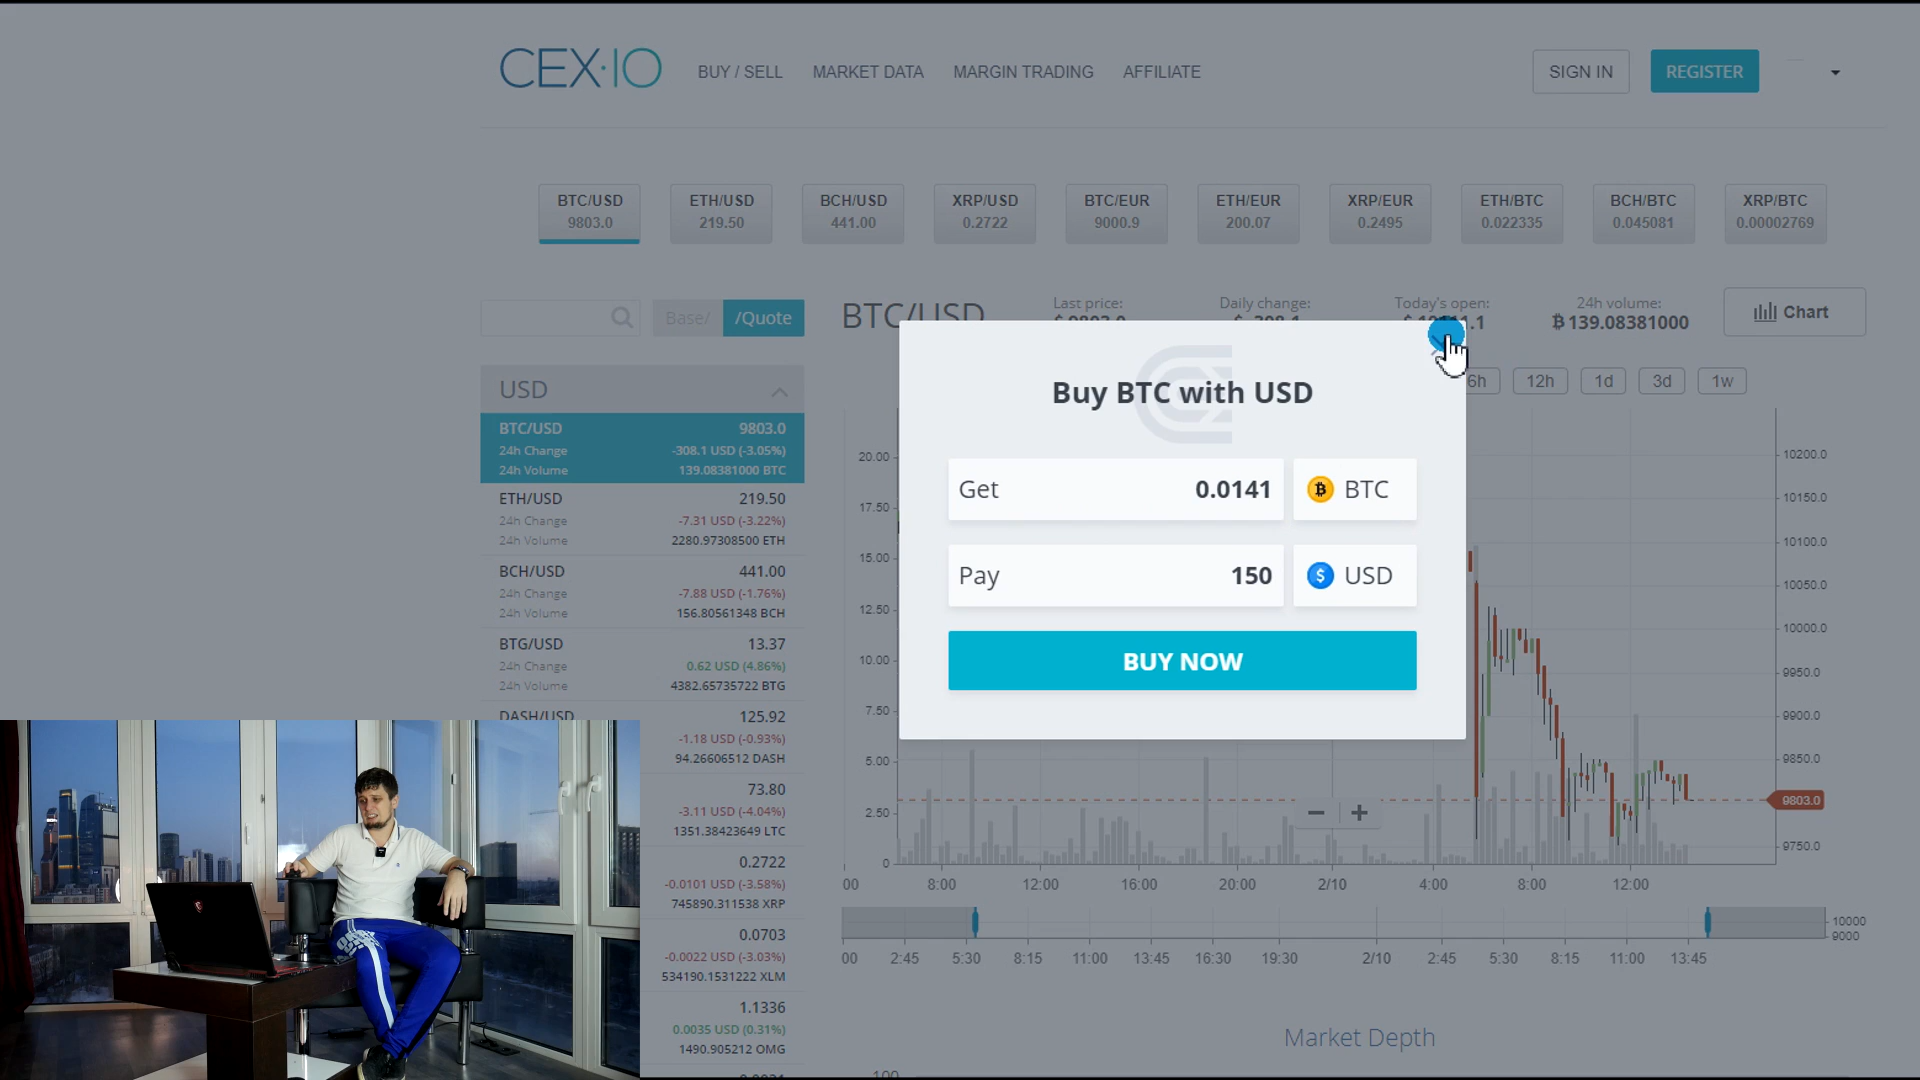 CEX·IO
BUY / SELL
MARKET DATA
MARGIN TRADING
AFFILIATE
SIGN IN
REGISTER
BTC/USD
9803.0
ETH/USD
219.50
BCH/USD
441.00
XRP/USD
0.2722
BTC/EUR
9000.9
ETH/EUR
200.07
XRP/EUR
0.2495
ETH/BTC
0.022335
BCH/BTC
0.045081
XRP/BTC
0.00002769
Base/
/Quote
BTC/USD
Last price:
Daily change:
Today's open:
24h volume:
฿ 139.08381000
Chart
USD
BTC/USD 9803.0
24h Change -308.1 USD (-3.05%)
24h Volume 139.08381000 BTC
ETH/USD 219.50
24h Change -7.31 USD (-3.22%)
24h Volume 2280.97308500 ETH
BCH/USD 441.00
24h Change -7.88 USD (-1.76%)
24h Volume 156.80561348 BCH
BTG/USD 13.37
24h Change 0.62 USD (4.86%)
24h Volume 4382.65735722 BTG
DASH/USD 125.92
-1.18 USD (-0.93%)
94.26606512 DASH
73.80
-3.11 USD (-4.04%)
1351.38423649 LTC
0.2722
-0.0101 USD (-3.58%)
745890.311538 XRP
0.0703
-0.0022 USD (-3.03%)
534190.1531222 XLM
1.1336
0.0035 USD (0.31%)
1490.905212 OMG
6h 12h 1d 3d 1w
Buy BTC with USD
Get 0.0141 BTC
Pay 150 USD
BUY NOW
20.00
17.50
15.00
12.50
10.00
7.50
5.00
2.50
0
10200.0
10150.0
10100.0
10050.0
10000.0
9950.0
9900.0
9850.0
9803.0
9750.0
00 8:00 12:00 16:00 20:00 2/10 4:00 8:00 12:00
10000
9000
00 2:45 5:30 8:15 11:00 13:45 16:30 19:30 2/10 2:45 5:30 8:15 11:00 13:45
Market Depth
100